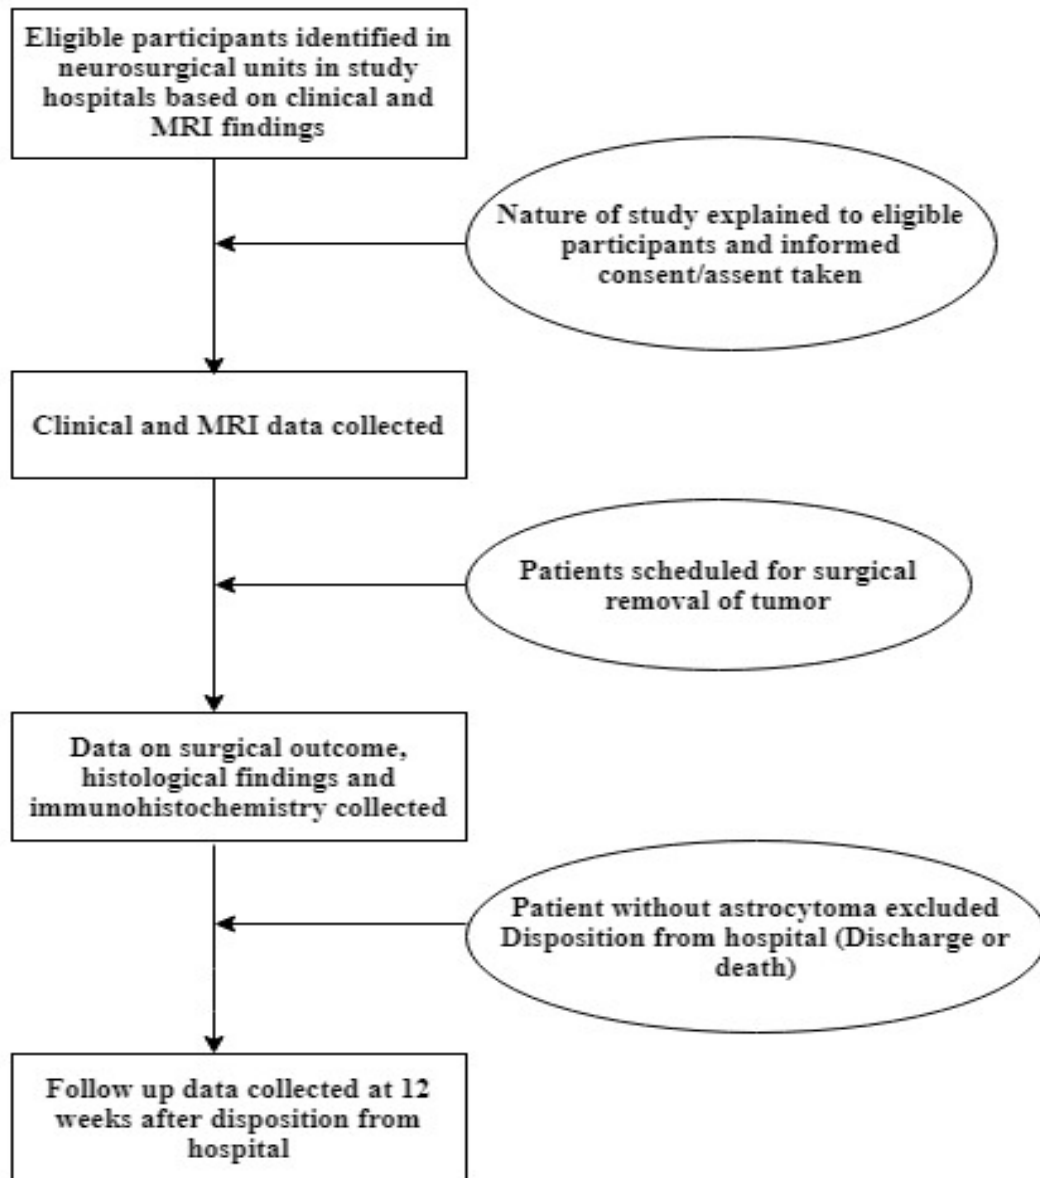 Eligible participants identified in
neurosurgical units in study
hospitals based on clinical and
MRI findings
Nature of study explained to eligible
participants and informed
consent/assent taken
Clinical and MRI data collected
Patients scheduled for surgical
removal of tumor
Data on surgical outcome,
histological findings and
immunohistochemistry collected
Patient without astrocytoma excluded
Disposition from hospital (Discharge or
death)
Follow up data collected at 12
weeks after disposition from
hospital